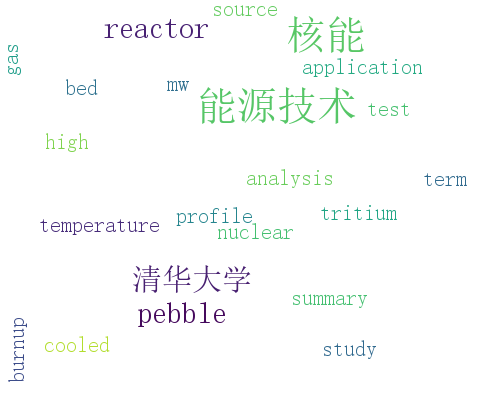 source
核能
reactor
gas
application
bed
mw
能源技术
test
high
analysis
term
profile
tritium
temperature
nuclear
清华大学
summary
pebble
burnup
cooled
study